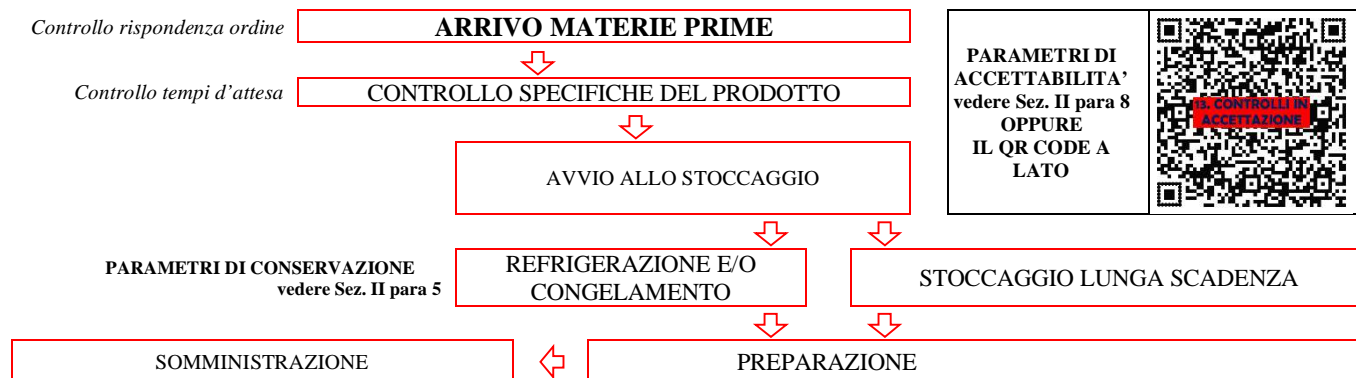 Controllo rispondenza ordine
ARRIVO MATERIE PRIME
Controllo tempi d'attesa
CONTROLLO SPECIFICHE DEL PRODOTTO
PARAMETRI DI
ACCETTABILITA'
vedere Sez. II para 8
OPPURE
IL QR CODE A
LATO
13. CONTROLLI IN
ACCETTAZIONE
AVVIO ALLO STOCCAGGIO
PARAMETRI DI CONSERVAZIONE
vedere Sez. II para 5
REFRIGERAZIONE E/O
CONGELAMENTO
STOCCAGGIO LUNGA SCADENZA
SOMMINISTRAZIONE
PREPARAZIONE